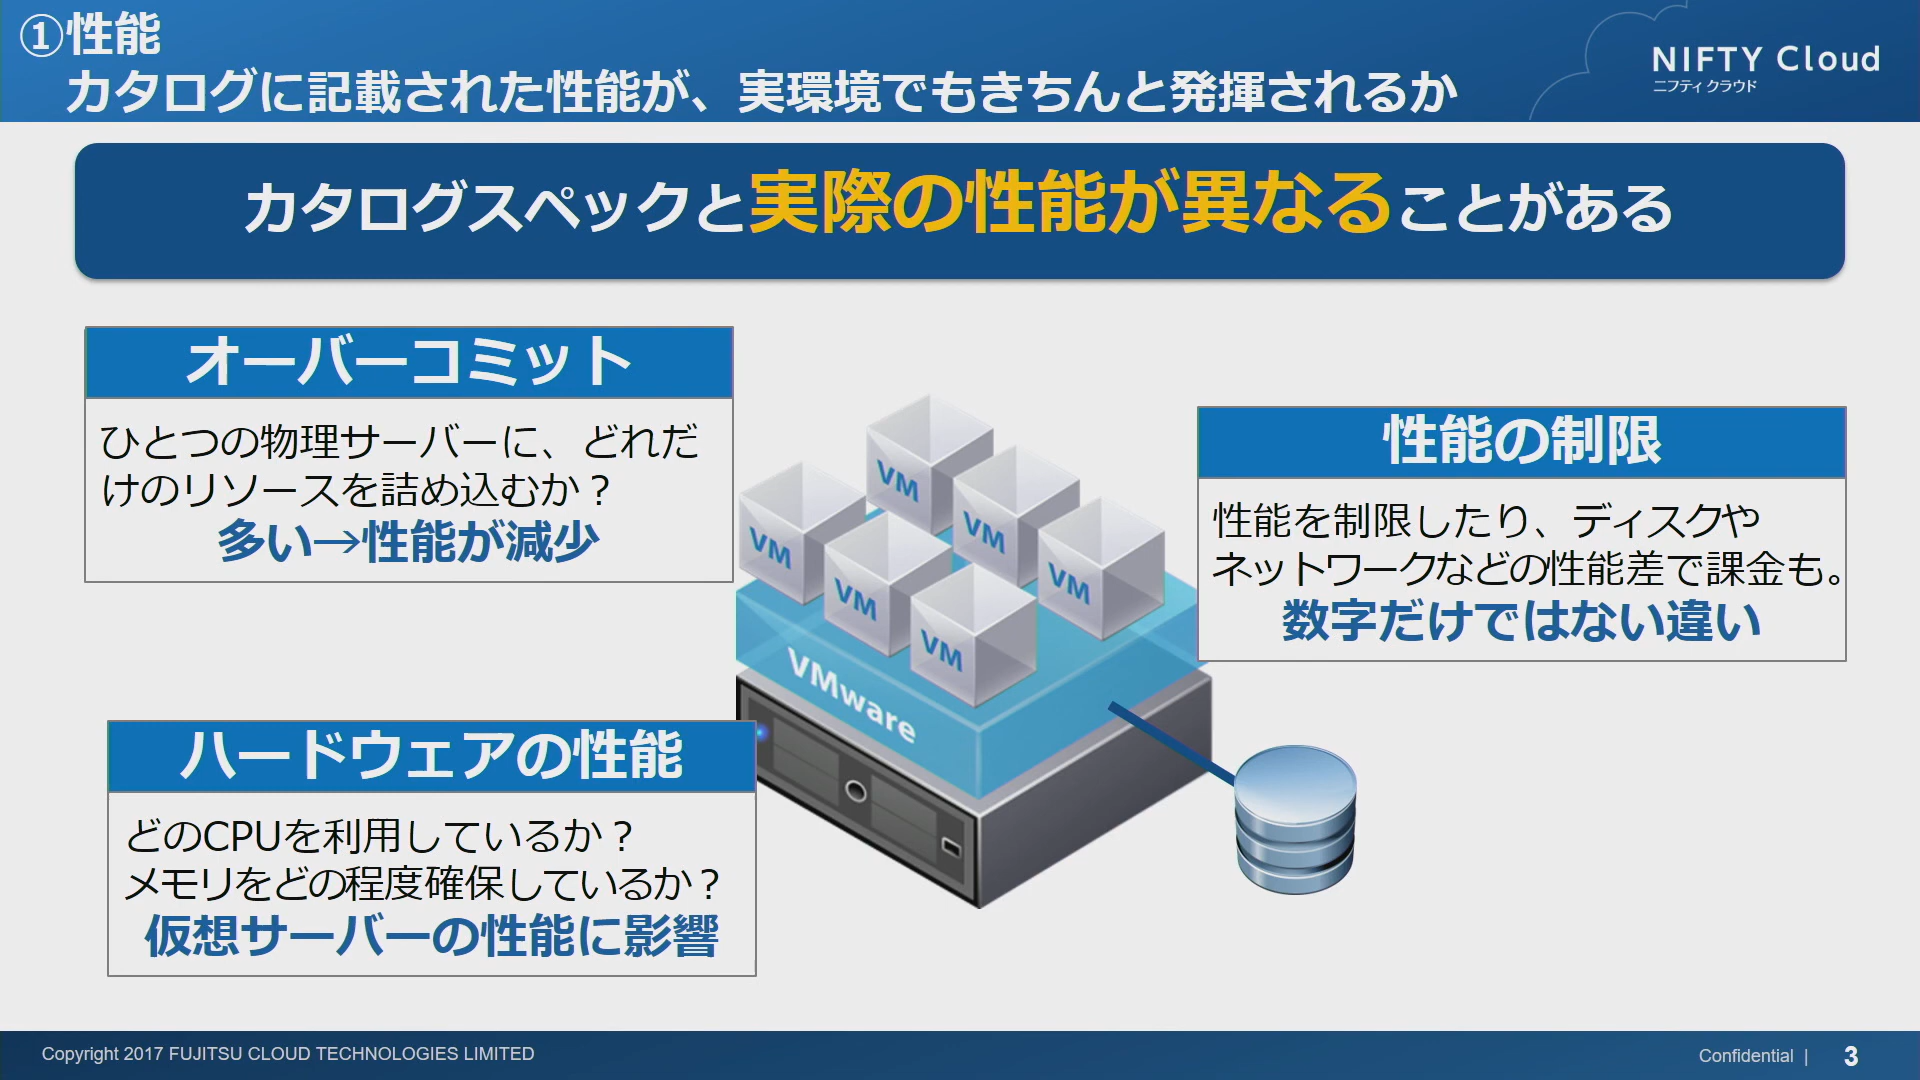 ①性能
カタログに記載された性能が、実環境でもきちんと発揮されるか
NIFTY Cloud
ニフティクラウド
カタログスペックと実際の性能が異なることがある
オーバーコミット
ひとつの物理サーバーに、どれだ
けのリソースを詰め込むか？
多い→性能が減少
性能の制限
性能を制限したり、ディスクや
ネットワークなどの性能差で課金も。
数字だけではない違い
VM
VM
VM
VM
VM
VM
VMware
ハードウェアの性能
どのCPUを利用しているか？
メモリをどの程度確保しているか？
仮想サーバーの性能に影響
Copyright 2017 FUJITSU CLOUD TECHNOLOGIES LIMITED
Confidential | 3